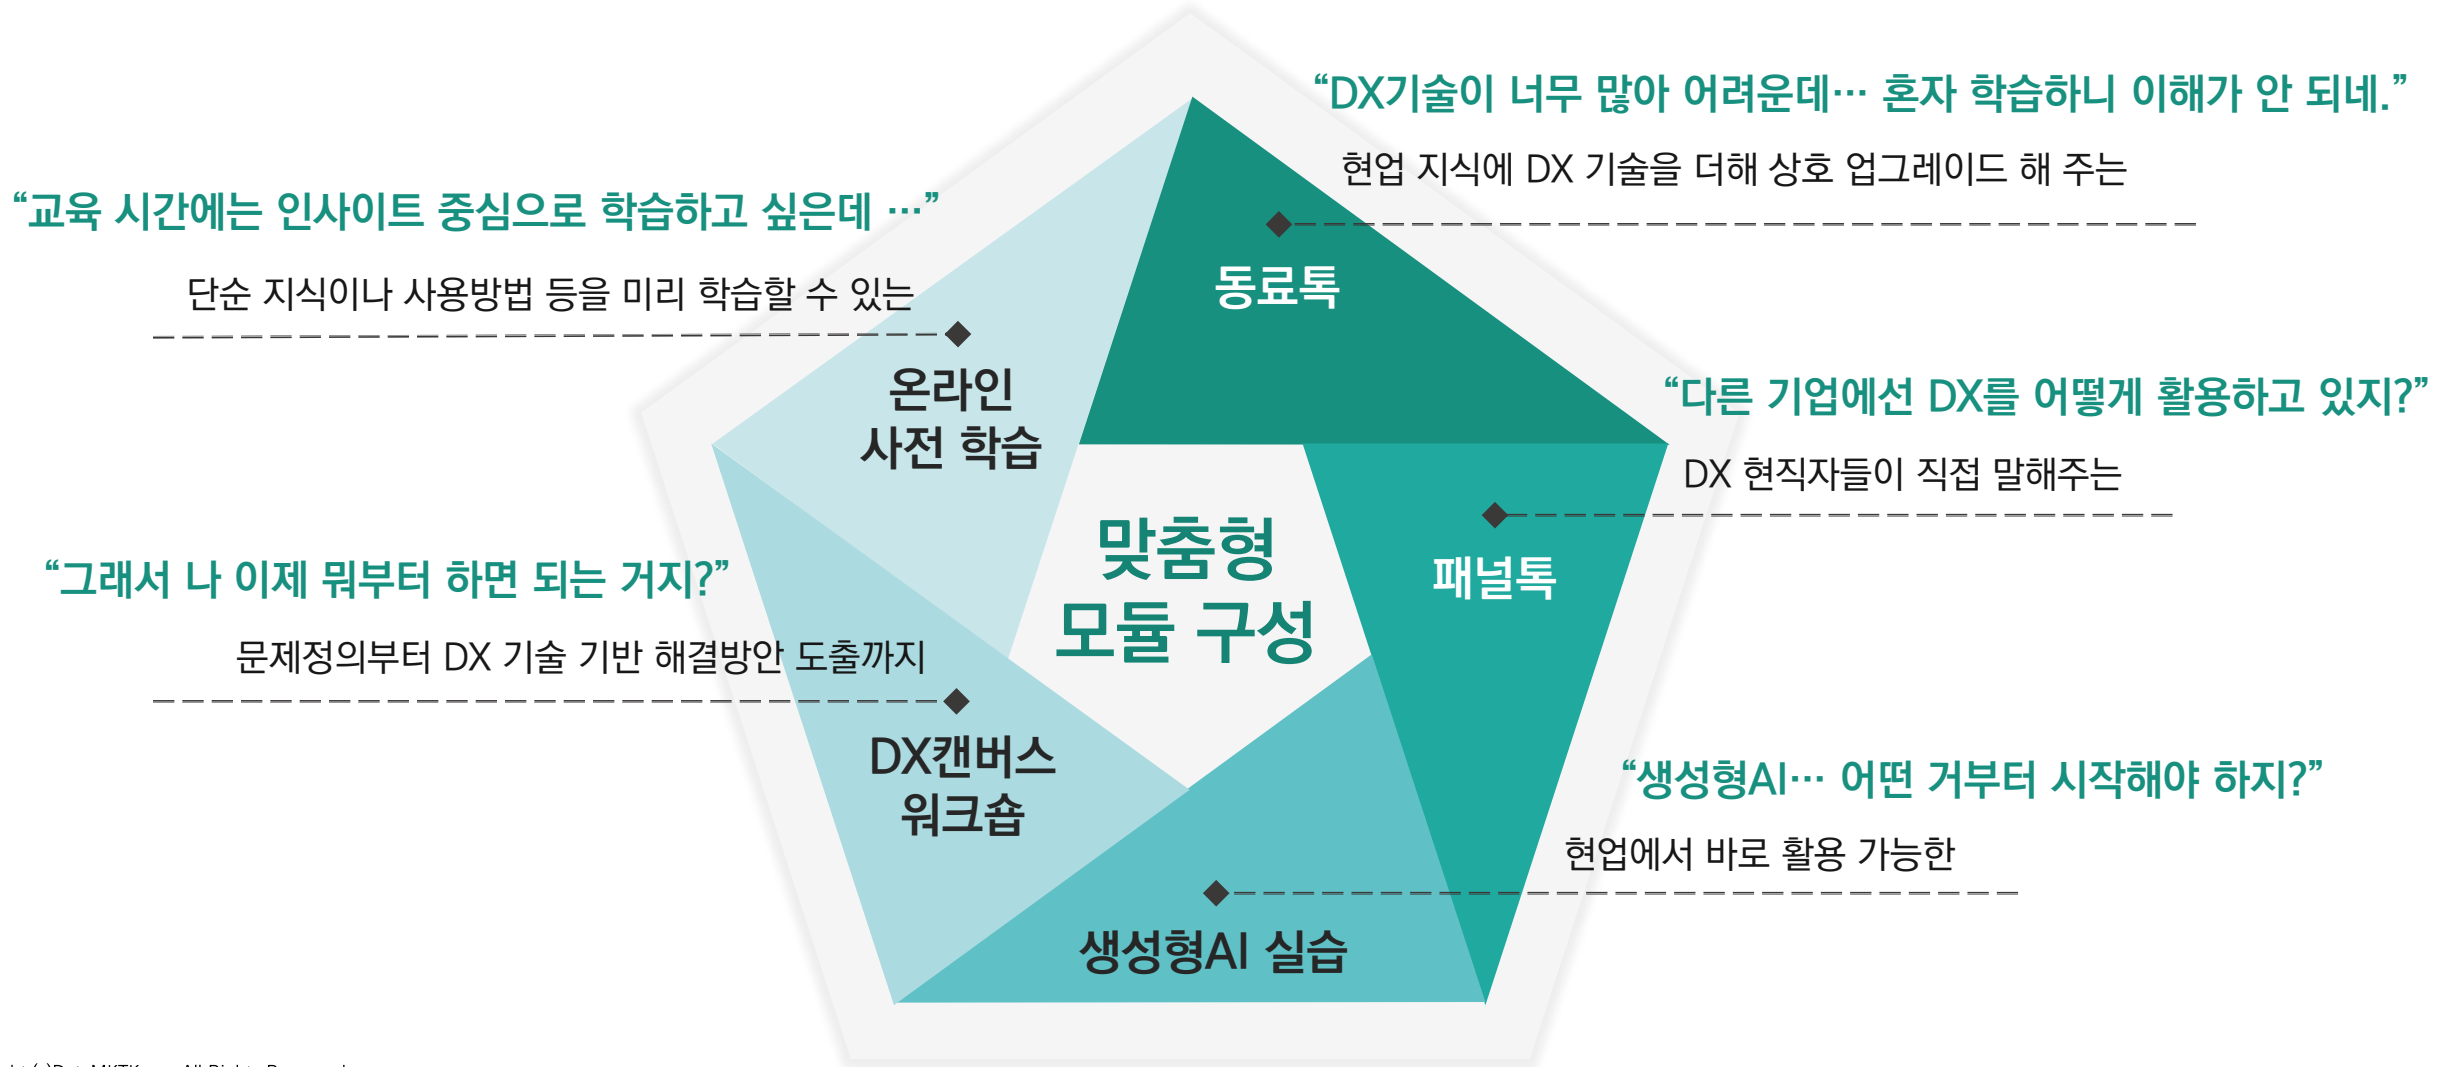 “DX기술이 너무 많아 어려운데… 혼자 학습하니 이해가 안 되네.”
현업 지식에 DX 기술을 더해 상호 업그레이드 해 주는
동료톡
“교육 시간에는 인사이트 중심으로 학습하고 싶은데 …”
단순 지식이나 사용방법 등을 미리 학습할 수 있는
온라인
사전 학습
“다른 기업에선 DX를 어떻게 활용하고 있지?”
DX 현직자들이 직접 말해주는
패널톡
맞춤형
모듈 구성
“그래서 나 이제 뭐부터 하면 되는 거지?”
문제정의부터 DX 기술 기반 해결방안 도출까지
DX캔버스
워크숍
“생성형AI… 어떤 거부터 시작해야 하지?”
현업에서 바로 활용 가능한
생성형AI 실습